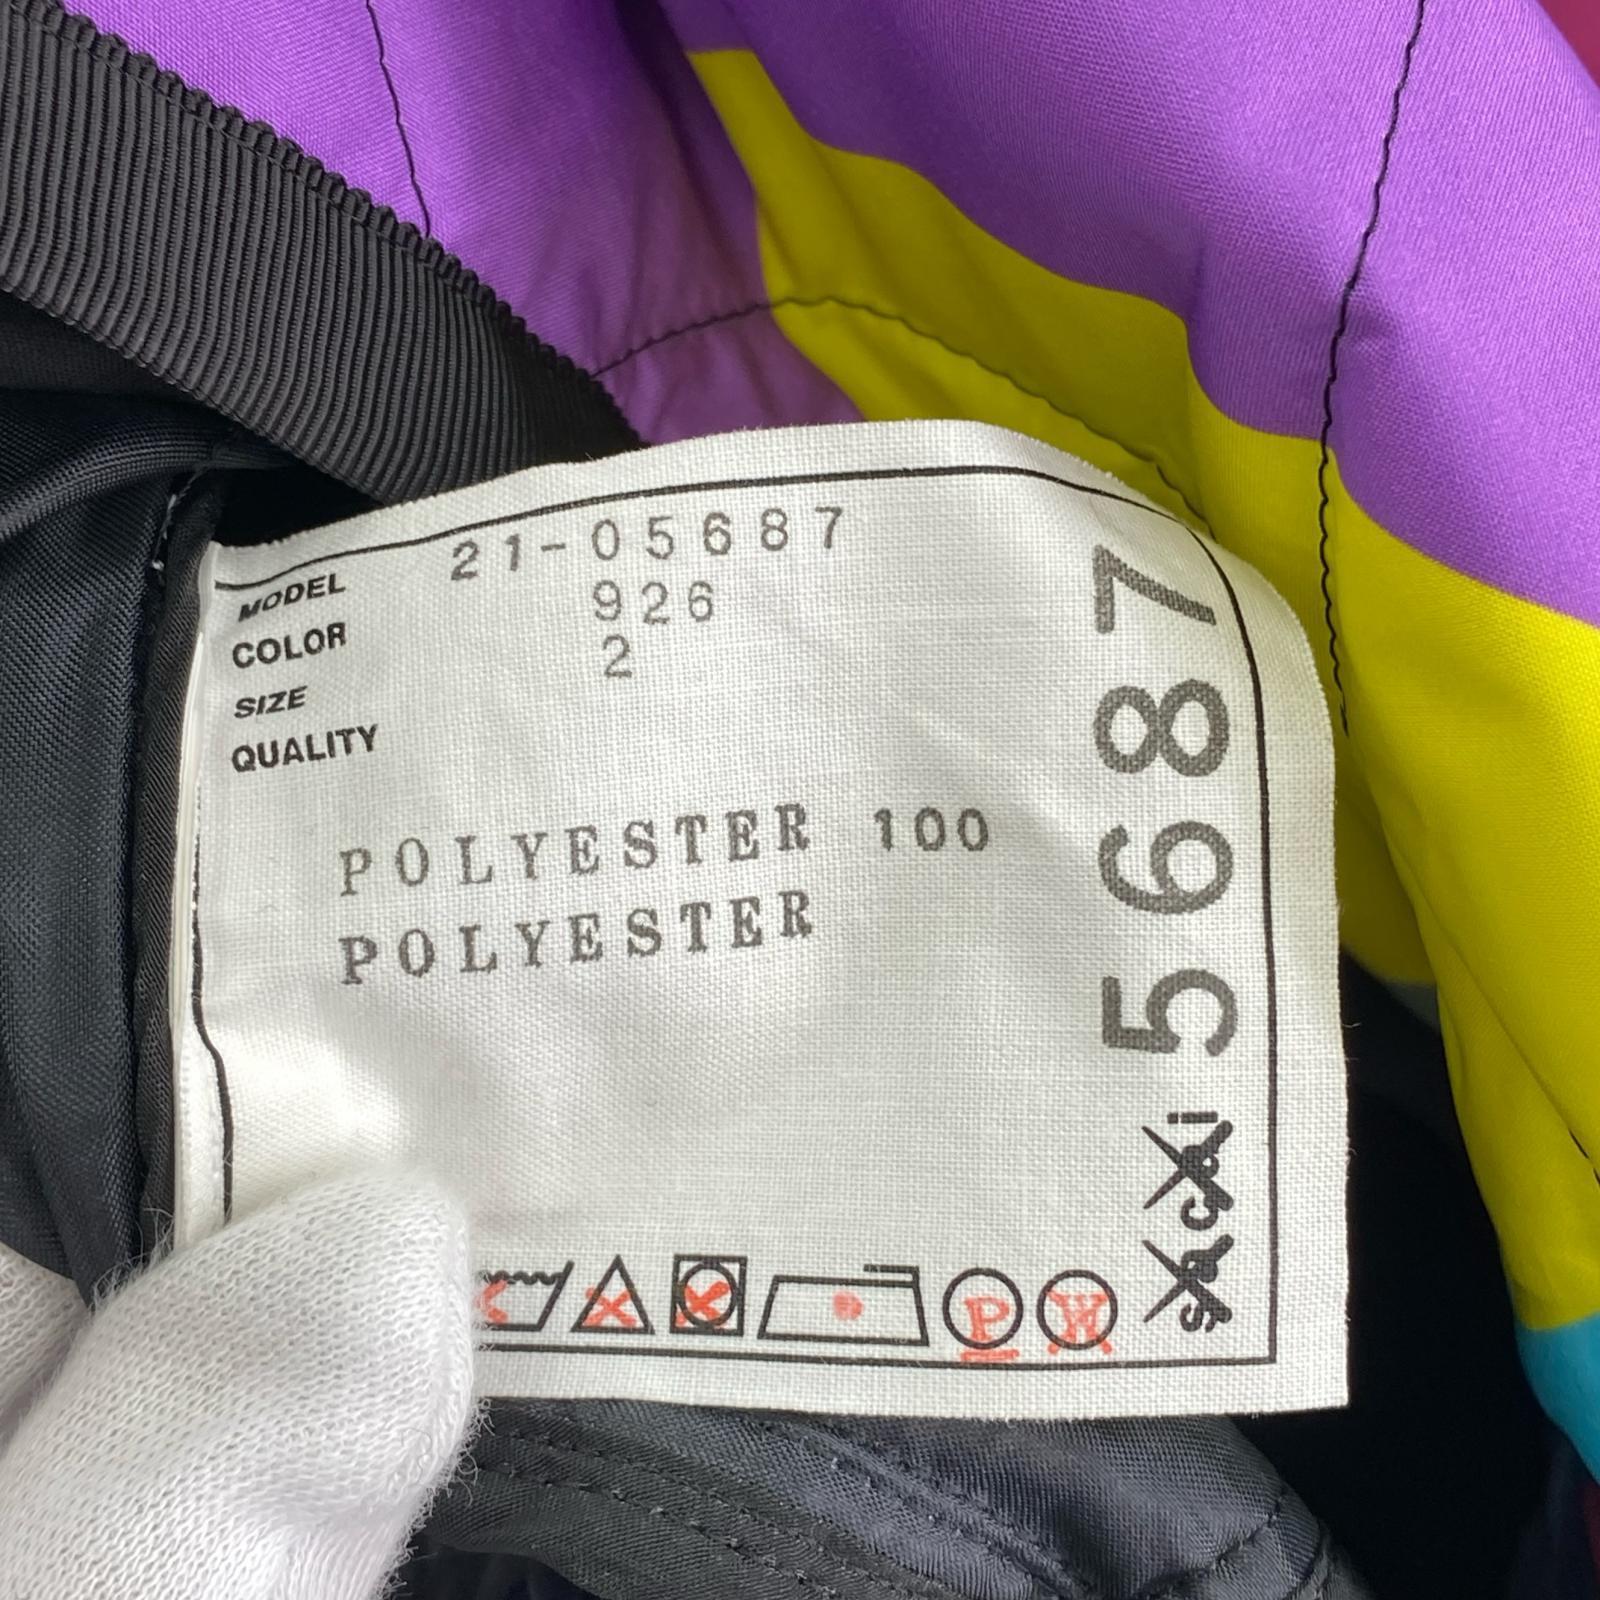 MODEL 21-05687
COLOR 926
SIZE 2
QUALITY
POLYESTER 100
POLYESTER
P W
sacai 5687